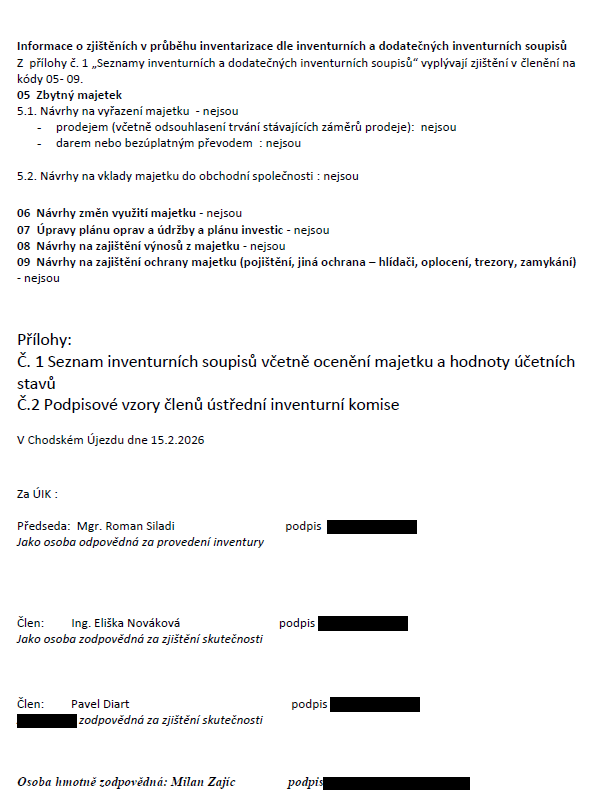 Informace o zjištěních v průběhu inventarizace dle inventurních a dodatečných inventurních soupisů
Z přílohy č. 1 „Seznamy inventurních a dodatečných inventurních soupisů“ vyplývají zjištění v členění na
kódy 05- 09.
05 Zbytný majetek
5.1. Návrhy na vyřazení majetku - nejsou
- prodejem (včetně odsouhlasení trvání stávajících záměrů prodeje): nejsou
- darem nebo bezúplatným převodem : nejsou
5.2. Návrhy na vklady majetku do obchodní společnosti : nejsou
06 Návrhy změn využití majetku - nejsou
07 Úpravy plánu oprav a údržby a plánu investic - nejsou
08 Návrhy na zajištění výnosů z majetku - nejsou
09 Návrhy na zajištění ochrany majetku (pojištění, jiná ochrana – hlídači, oplocení, trezory, zamykání)
- nejsou
Přílohy:
Č. 1 Seznam inventurních soupisů včetně ocenění majetku a hodnoty účetních
stavů
Č.2 Podpisové vzory členů ústřední inventurní komise
V Chodském Újezdu dne 15.2.2026
Za ÚIK :
Předseda: Mgr. Roman Siladi podpis
Jako osoba odpovědná za provedení inventury
Člen: Ing. Eliška Nováková podpis
Jako osoba zodpovědná za zjištění skutečnosti
Člen: Pavel Diart podpis
zodpovědná za zjištění skutečnosti
Osoba hmotně zodpovědná: Milan Zajíc podpis